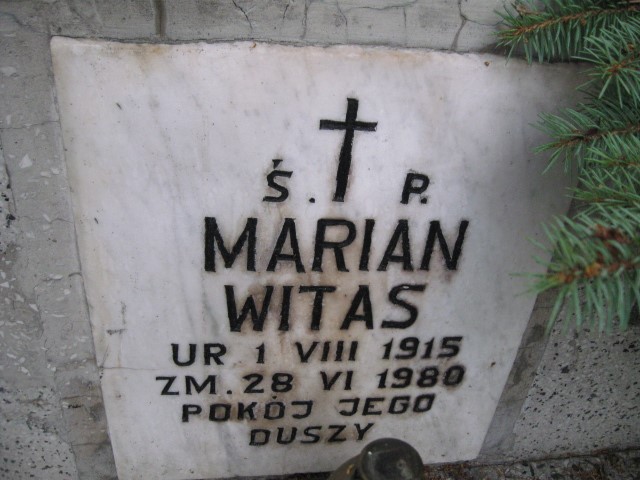 Ś. P.
MARIAN
WITAS
UR 1 VIII 1915
ZM. 28 VI 1980
POKÓJ JEGO
DUSZY